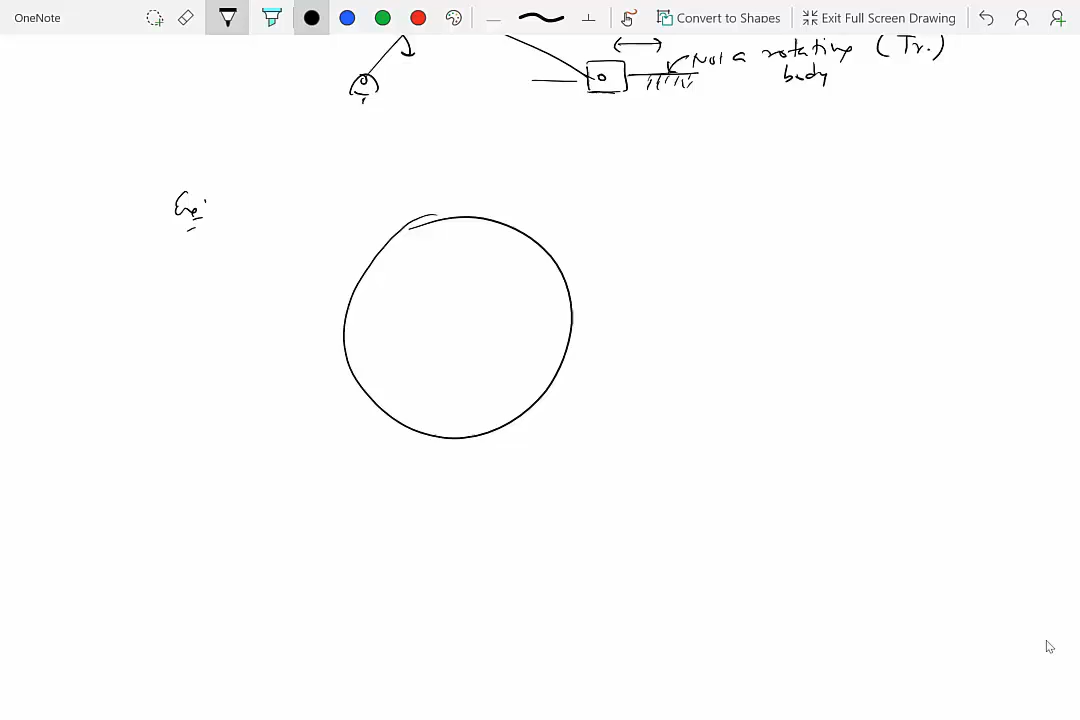 OneNote
Convert to Shapes
Exit Full Screen Drawing
Not a rotating (Tr.)
body